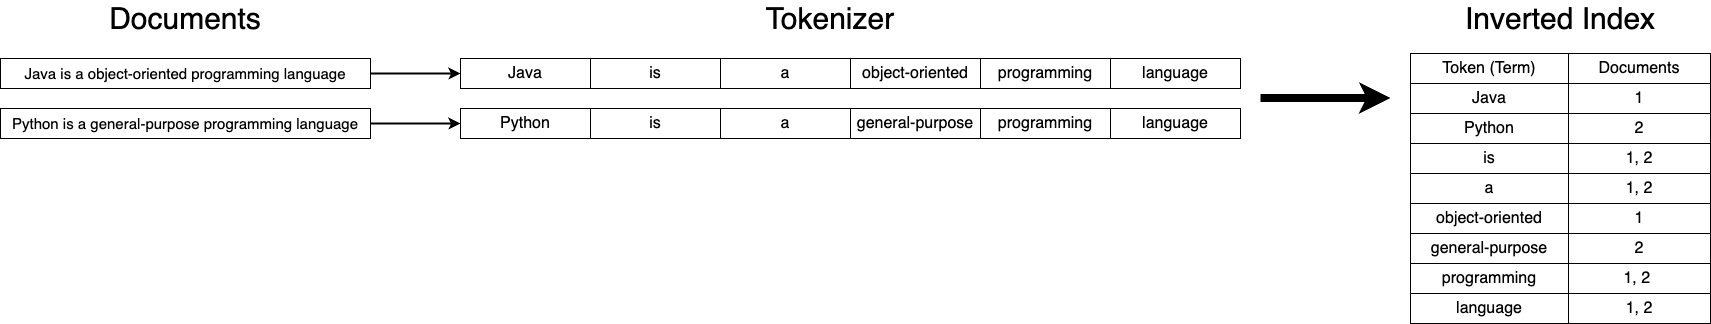 Documents
Tokenizer
Inverted Index
Java is a object-oriented programming language
Java is a object-oriented programming language
Python is a general-purpose programming language
Python is a general-purpose programming language
Token (Term) Documents
Java 1
Python 2
is 1, 2
a 1, 2
object-oriented 1
general-purpose 2
programming 1, 2
language 1, 2